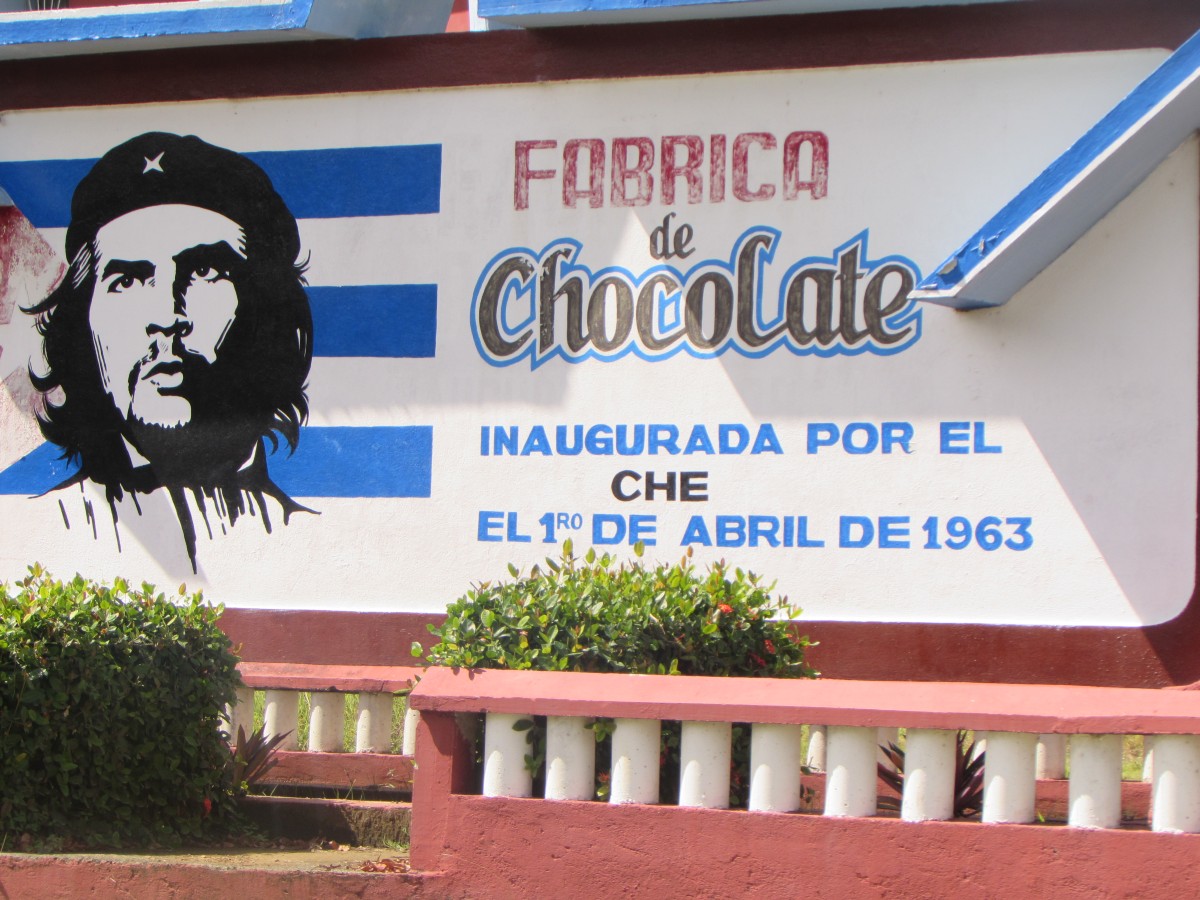 FABRICA
de
Chocolate
INAUGURADA POR EL
CHE
EL 1RO DE ABRIL DE 1963